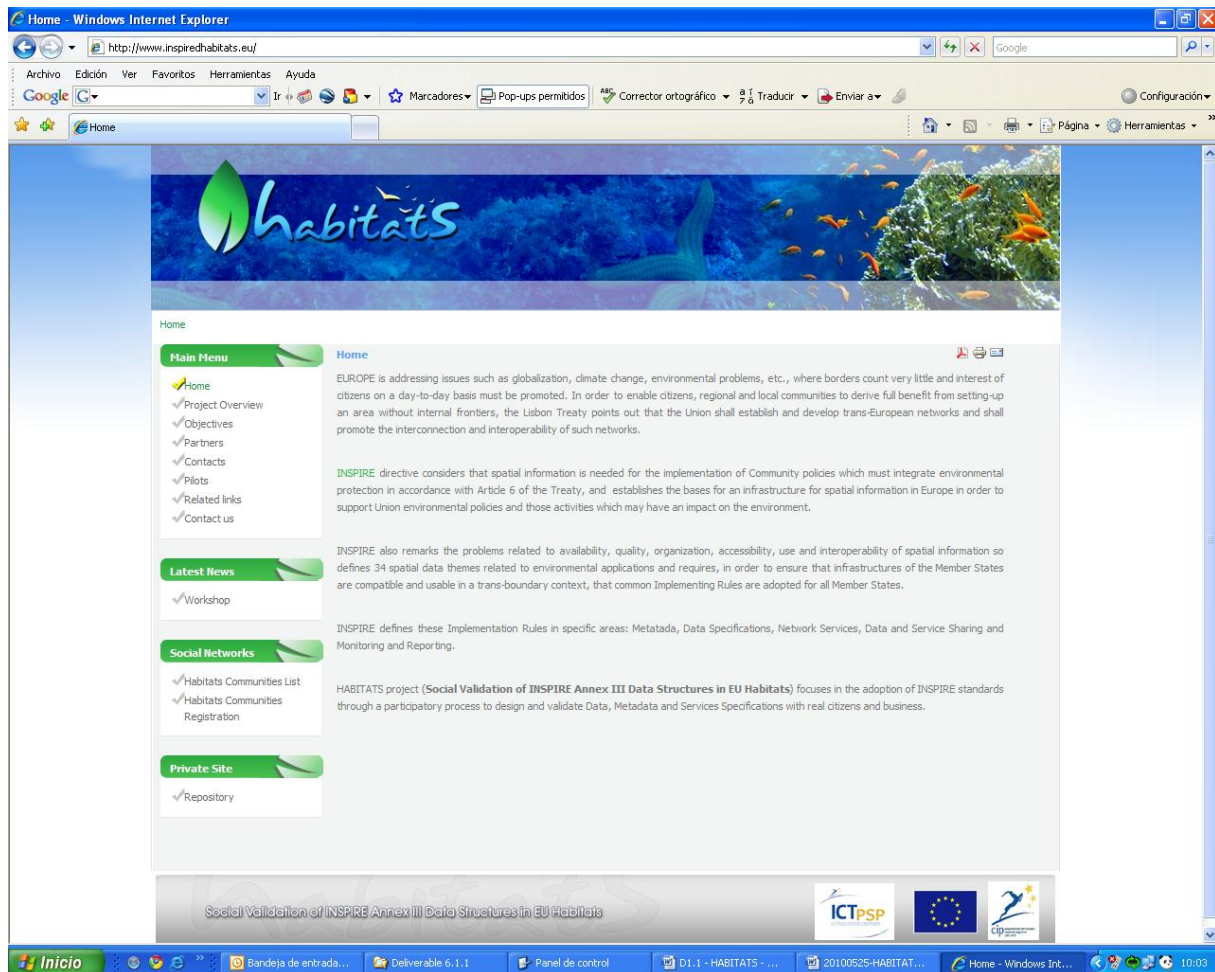 Home - Windows Internet Explorer
http://www.inspiredhabitats.eu/
Google
Archivo Edición Ver Favoritos Herramientas Ayuda
Google G Ir Marcadores Pop-ups permitidos ABC Corrector ortográfico Traducir Enviar a Configuración
Home Página Herramientas »
habitats
Home
Main Menu
Home
Project Overview
Objectives
Partners
Contacts
Pilots
Related links
Contact us
Latest News
Workshop
Social Networks
Habitats Communities List
Habitats Communities
Registration
Private Site
Repository
Home
EUROPE is addressing issues such as globalization, climate change, environmental problems, etc., where borders count very little and interest of
citizens on a day-to-day basis must be promoted. In order to enable citizens, regional and local communities to derive full benefit from setting-up
an area without internal frontiers, the Lisbon Treaty points out that the Union shall establish and develop trans-European networks and shall
promote the interconnection and interoperability of such networks.
INSPIRE directive considers that spatial information is needed for the implementation of Community policies which must integrate environmental
protection in accordance with Article 6 of the Treaty, and establishes the bases for an infrastructure for spatial information in Europe in order to
support Union environmental policies and those activities which may have an impact on the environment.
INSPIRE also remarks the problems related to availability, quality, organization, accessibility, use and interoperability of spatial information so
defines 34 spatial data themes related to environmental applications and requires, in order to ensure that infrastructures of the Member States
are compatible and usable in a trans-boundary context, that common Implementing Rules are adopted for all Member States.
INSPIRE defines these Implementation Rules in specific areas: Metatada, Data Specifications, Network Services, Data and Service Sharing and
Monitoring and Reporting.
HABITATS project (Social Validation of INSPIRE Annex III Data Structures in EU Habitats) focuses in the adoption of INSPIRE standards
through a participatory process to design and validate Data, Metadata and Services Specifications with real citizens and business.
habitats
Social Validation of INSPIRE Annex III Data Structures in EU Habitats
ICTPSP
cip
Inicio » Bandeja de entrada... Deliverable 6.1.1 Panel de control D1.1 - HABITATS - ... 20100525-HABITAT... Home - Windows Int... 10:03